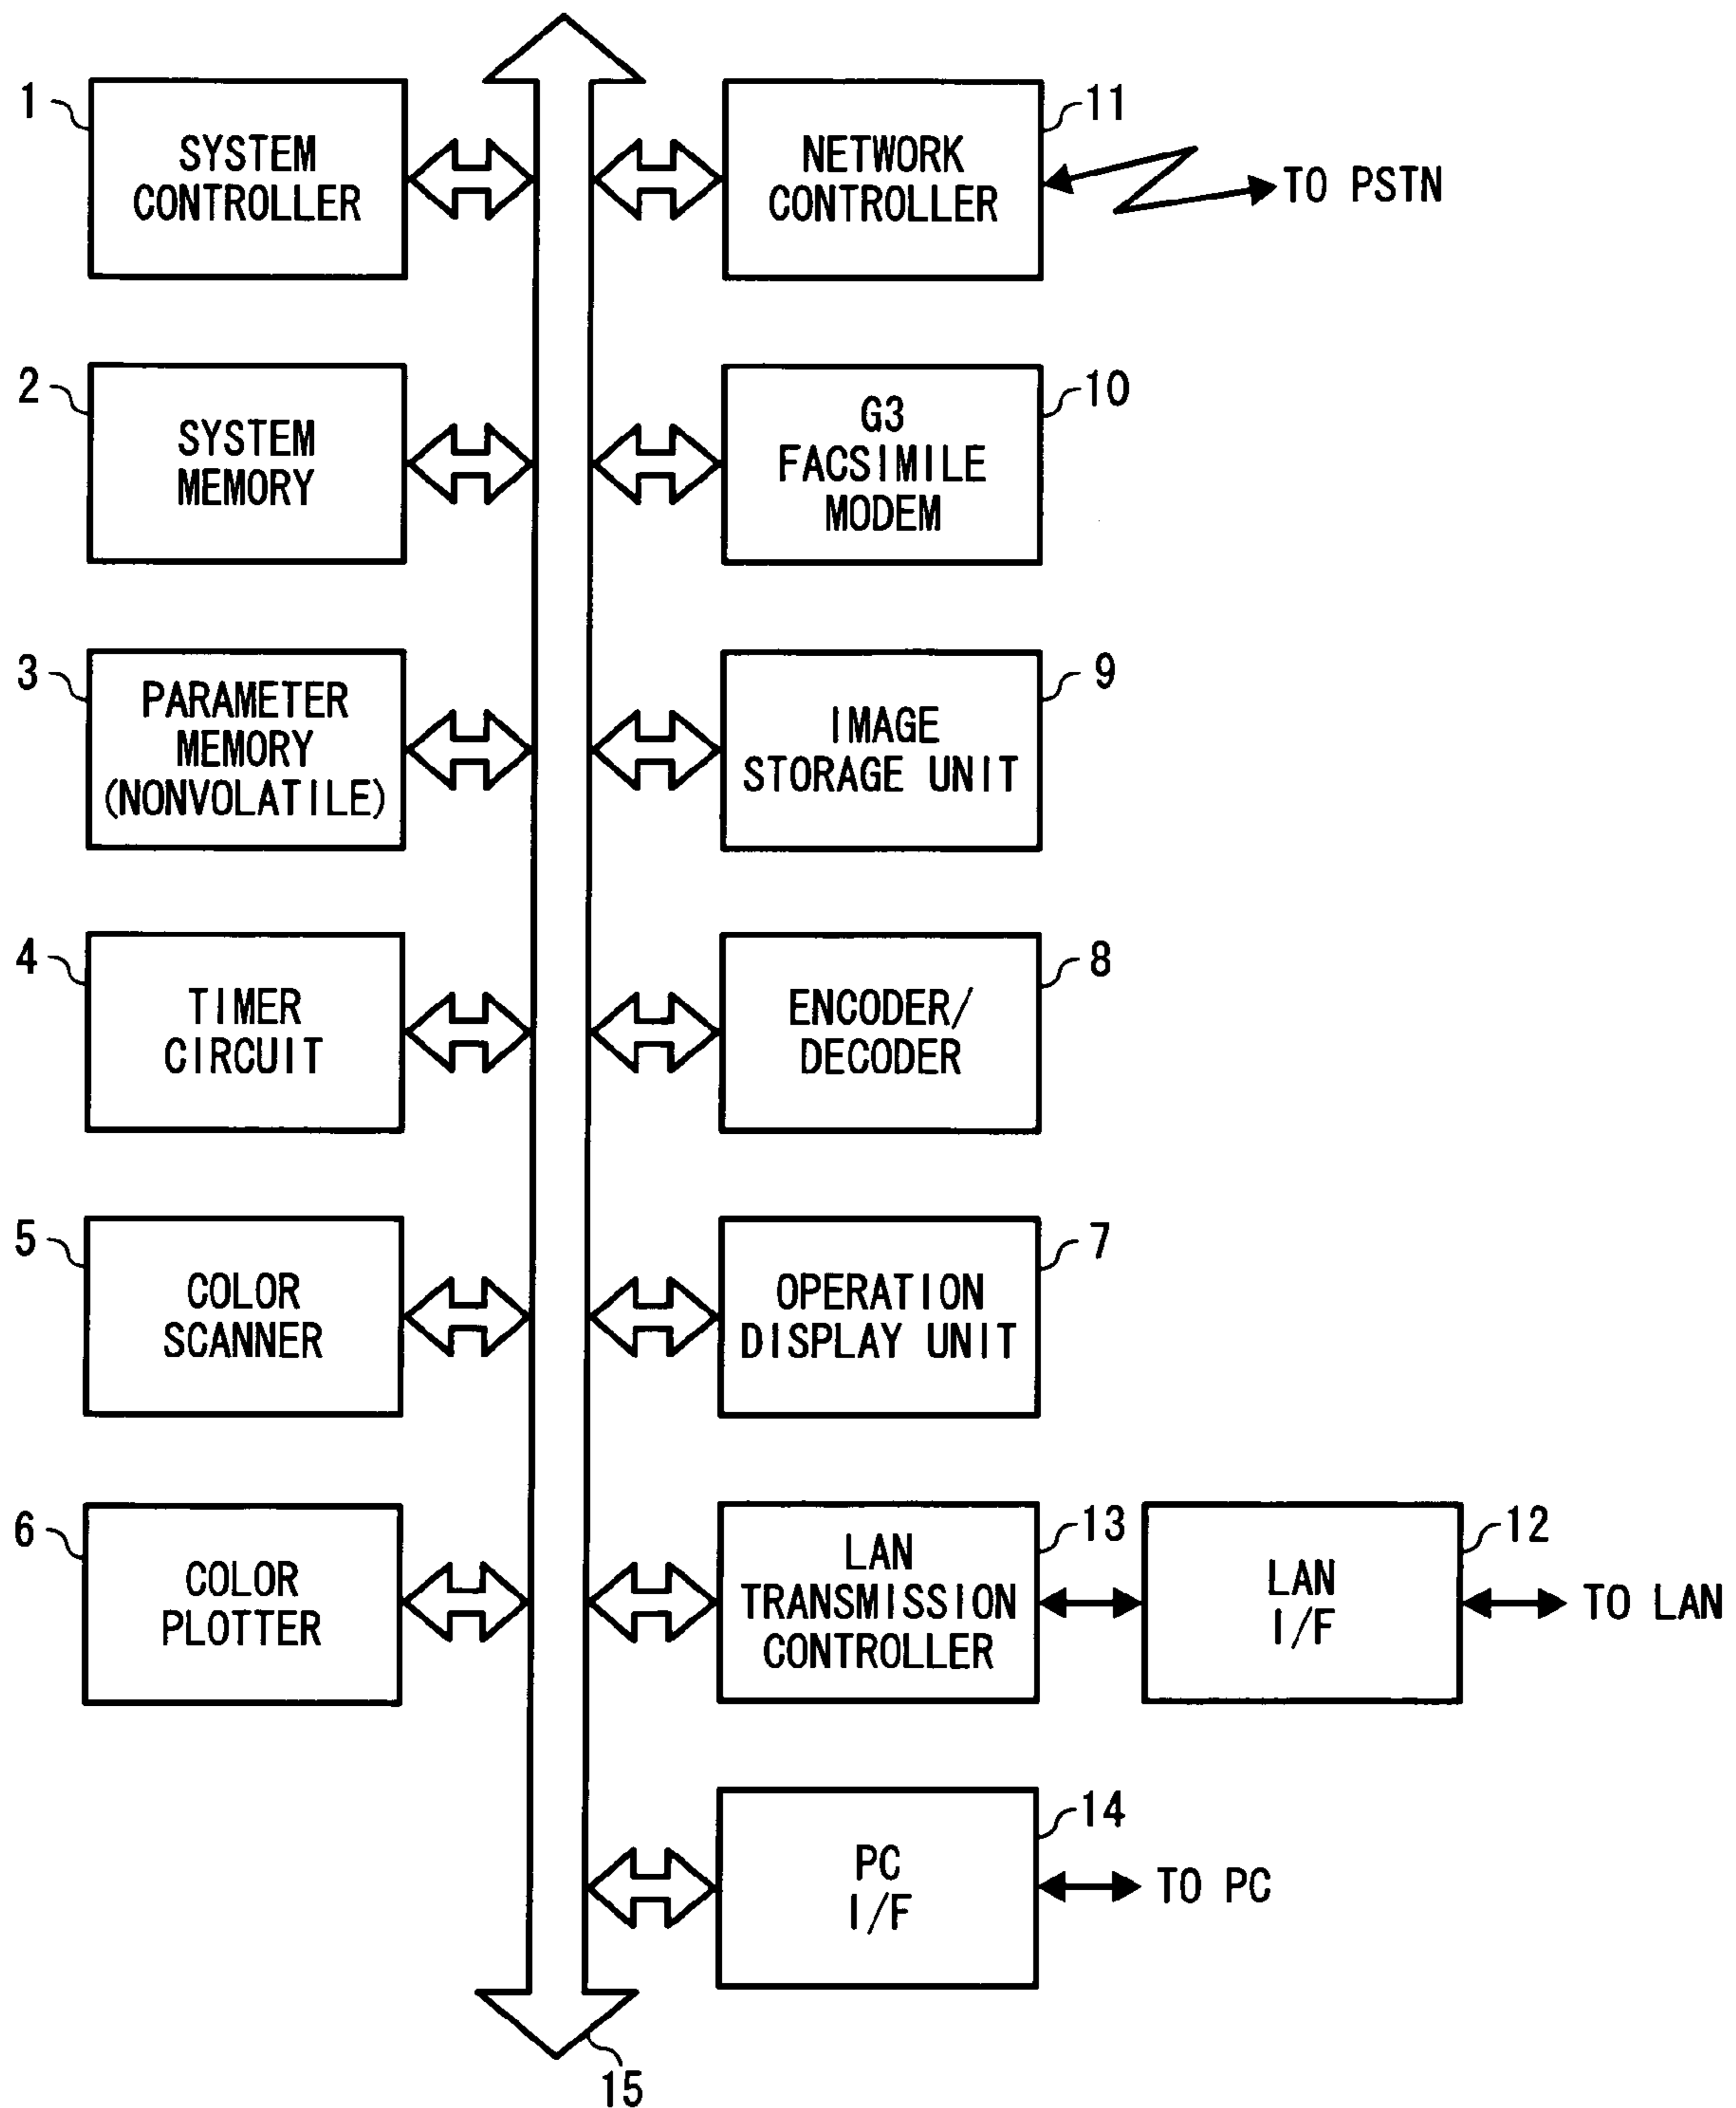 1
SYSTEM
CONTROLLER
11
NETWORK
CONTROLLER
TO PSTN
2
SYSTEM
MEMORY
10
G3
FACSIMILE
MODEM
3
PARAMETER
MEMORY
(NONVOLATILE)
9
IMAGE
STORAGE UNIT
4
TIMER
CIRCUIT
8
ENCODER/
DECODER
5
COLOR
SCANNER
7
OPERATION
DISPLAY UNIT
6
COLOR
PLOTTER
13
LAN
TRANSMISSION
CONTROLLER
12
LAN
I/F
TO LAN
14
PC
I/F
TO PC
15